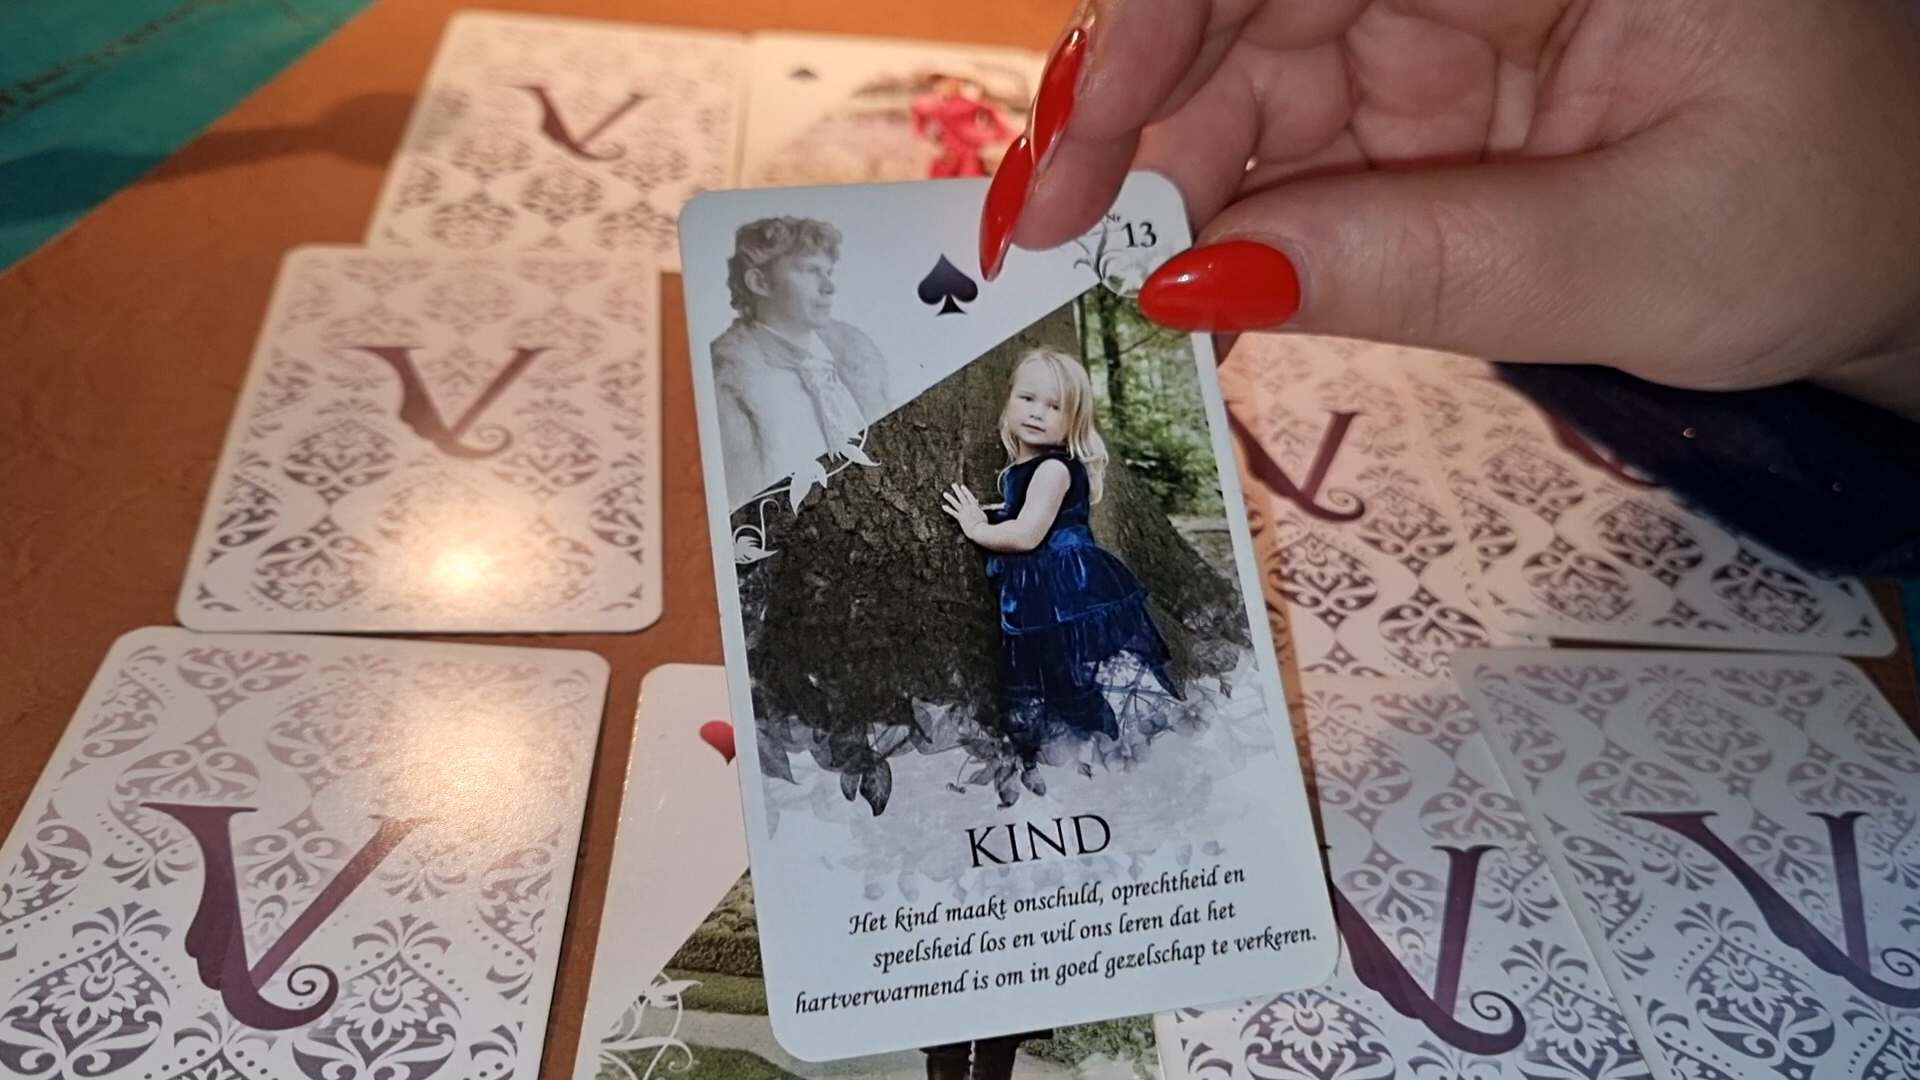 V
Nr
13
V
V
KIND
Het kind maakt onschuld, oprechtheid en
speelsheid los en wil ons leren dat het
hartverwarmend is om in goed gezelschap te verkeren.
V
V
V